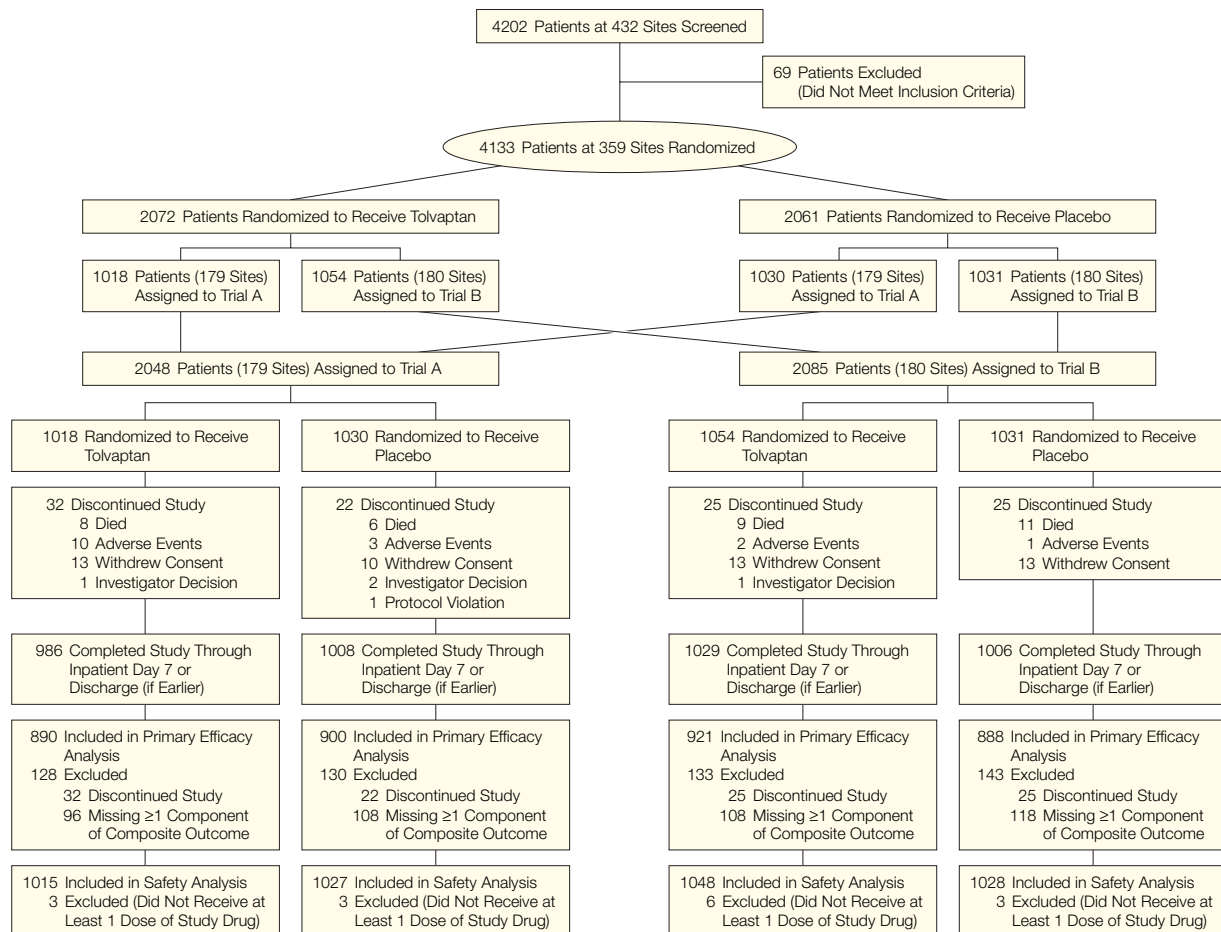 4202 Patients at 432 Sites Screened
69 Patients Excluded
(Did Not Meet Inclusion Criteria)
4133 Patients at 359 Sites Randomized
2072 Patients Randomized to Receive Tolvaptan
2061 Patients Randomized to Receive Placebo
1018 Patients (179 Sites)
Assigned to Trial A
1054 Patients (180 Sites)
Assigned to Trial B
1030 Patients (179 Sites)
Assigned to Trial A
1031 Patients (180 Sites)
Assigned to Trial B
2048 Patients (179 Sites) Assigned to Trial A
2085 Patients (180 Sites) Assigned to Trial B
1018 Randomized to Receive
Tolvaptan
1030 Randomized to Receive
Placebo
1054 Randomized to Receive
Tolvaptan
1031 Randomized to Receive
Placebo
32 Discontinued Study
8 Died
10 Adverse Events
13 Withdrew Consent
1 Investigator Decision
22 Discontinued Study
6 Died
3 Adverse Events
10 Withdrew Consent
2 Investigator Decision
1 Protocol Violation
25 Discontinued Study
9 Died
2 Adverse Events
13 Withdrew Consent
1 Investigator Decision
25 Discontinued Study
11 Died
1 Adverse Events
13 Withdrew Consent
986 Completed Study Through
Inpatient Day 7 or
Discharge (if Earlier)
1008 Completed Study Through
Inpatient Day 7 or
Discharge (if Earlier)
1029 Completed Study Through
Inpatient Day 7 or
Discharge (if Earlier)
1006 Completed Study Through
Inpatient Day 7 or
Discharge (if Earlier)
890 Included in Primary Efficacy
Analysis
128 Excluded
32 Discontinued Study
96 Missing ≥1 Component
of Composite Outcome
900 Included in Primary Efficacy
Analysis
130 Excluded
22 Discontinued Study
108 Missing ≥1 Component
of Composite Outcome
921 Included in Primary Efficacy
Analysis
133 Excluded
25 Discontinued Study
108 Missing ≥1 Component
of Composite Outcome
888 Included in Primary Efficacy
Analysis
143 Excluded
25 Discontinued Study
118 Missing ≥1 Component
of Composite Outcome
1015 Included in Safety Analysis
3 Excluded (Did Not Receive at
Least 1 Dose of Study Drug)
1027 Included in Safety Analysis
3 Excluded (Did Not Receive at
Least 1 Dose of Study Drug)
1048 Included in Safety Analysis
6 Excluded (Did Not Receive at
Least 1 Dose of Study Drug)
1028 Included in Safety Analysis
3 Excluded (Did Not Receive at
Least 1 Dose of Study Drug)